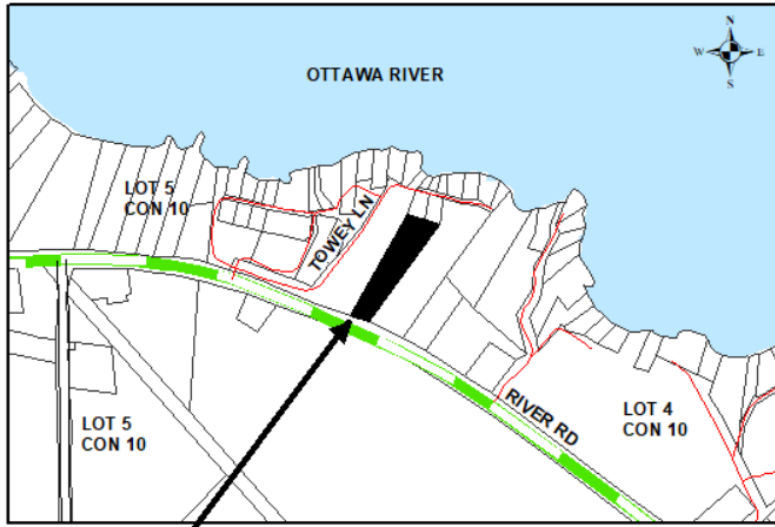 N
W E
S
OTTAWA RIVER
LOT 5
CON 10
TOWEY LN
RIVER RD
LOT 4
CON 10
LOT 5
CON 10